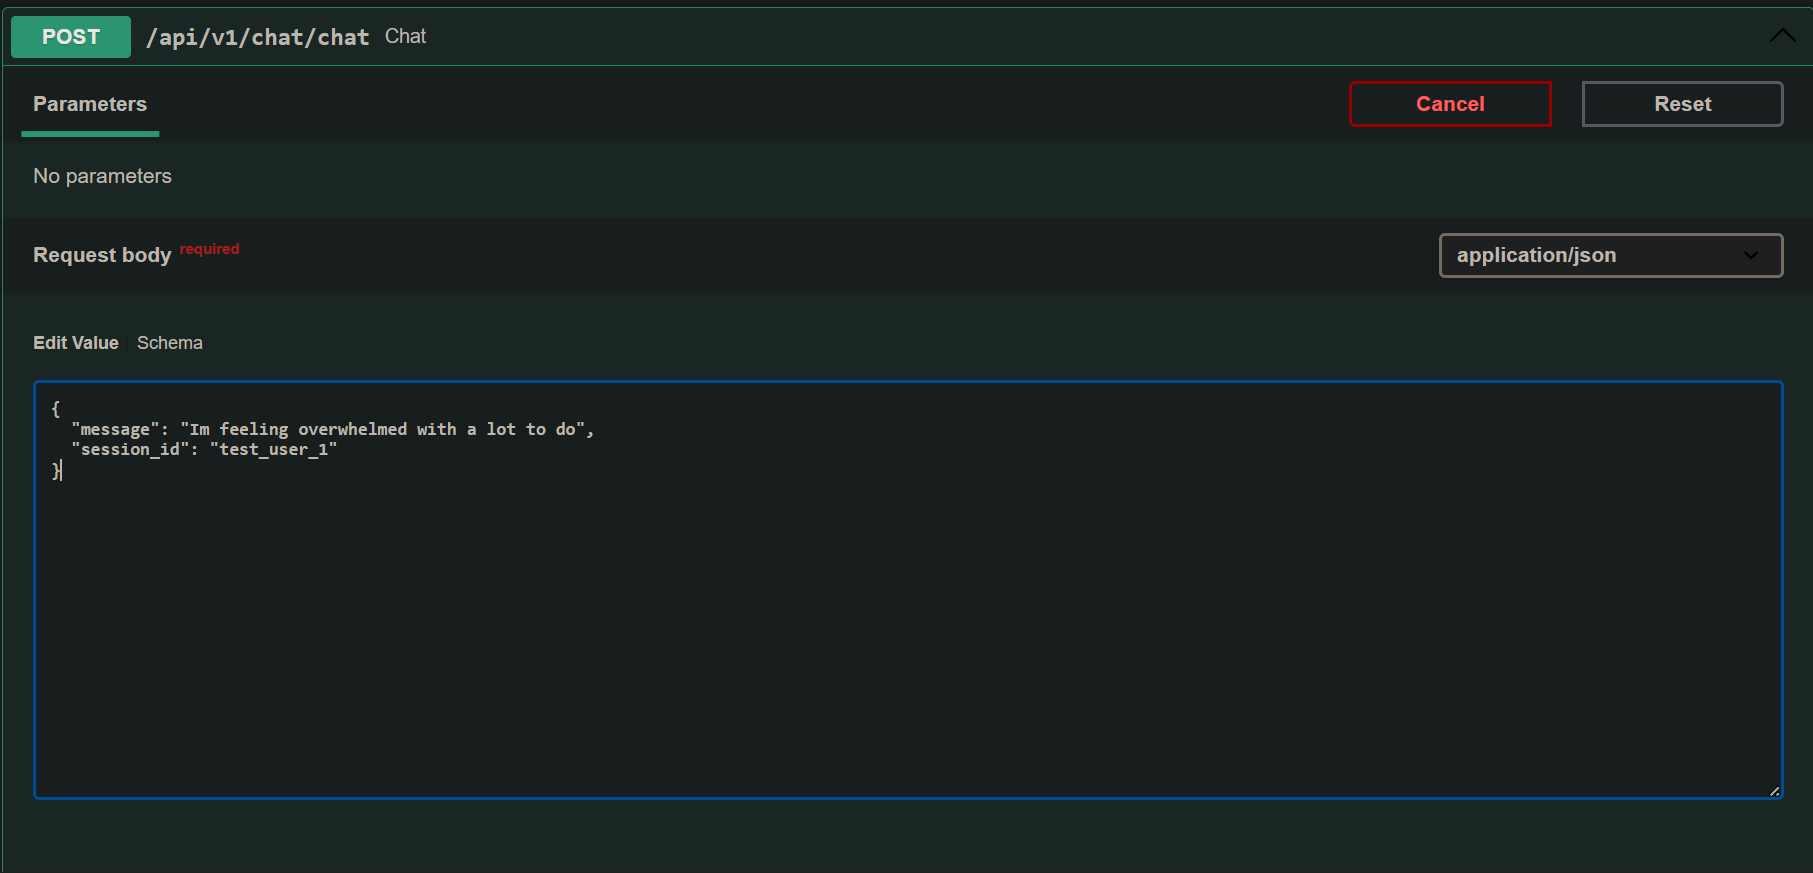 POST /api/v1/chat/chat Chat
Parameters
Cancel
Reset
No parameters
Request body required
application/json
Edit Value Schema
{
  "message": "Im feeling overwhelmed with a lot to do",
  "session_id": "test_user_1"
}